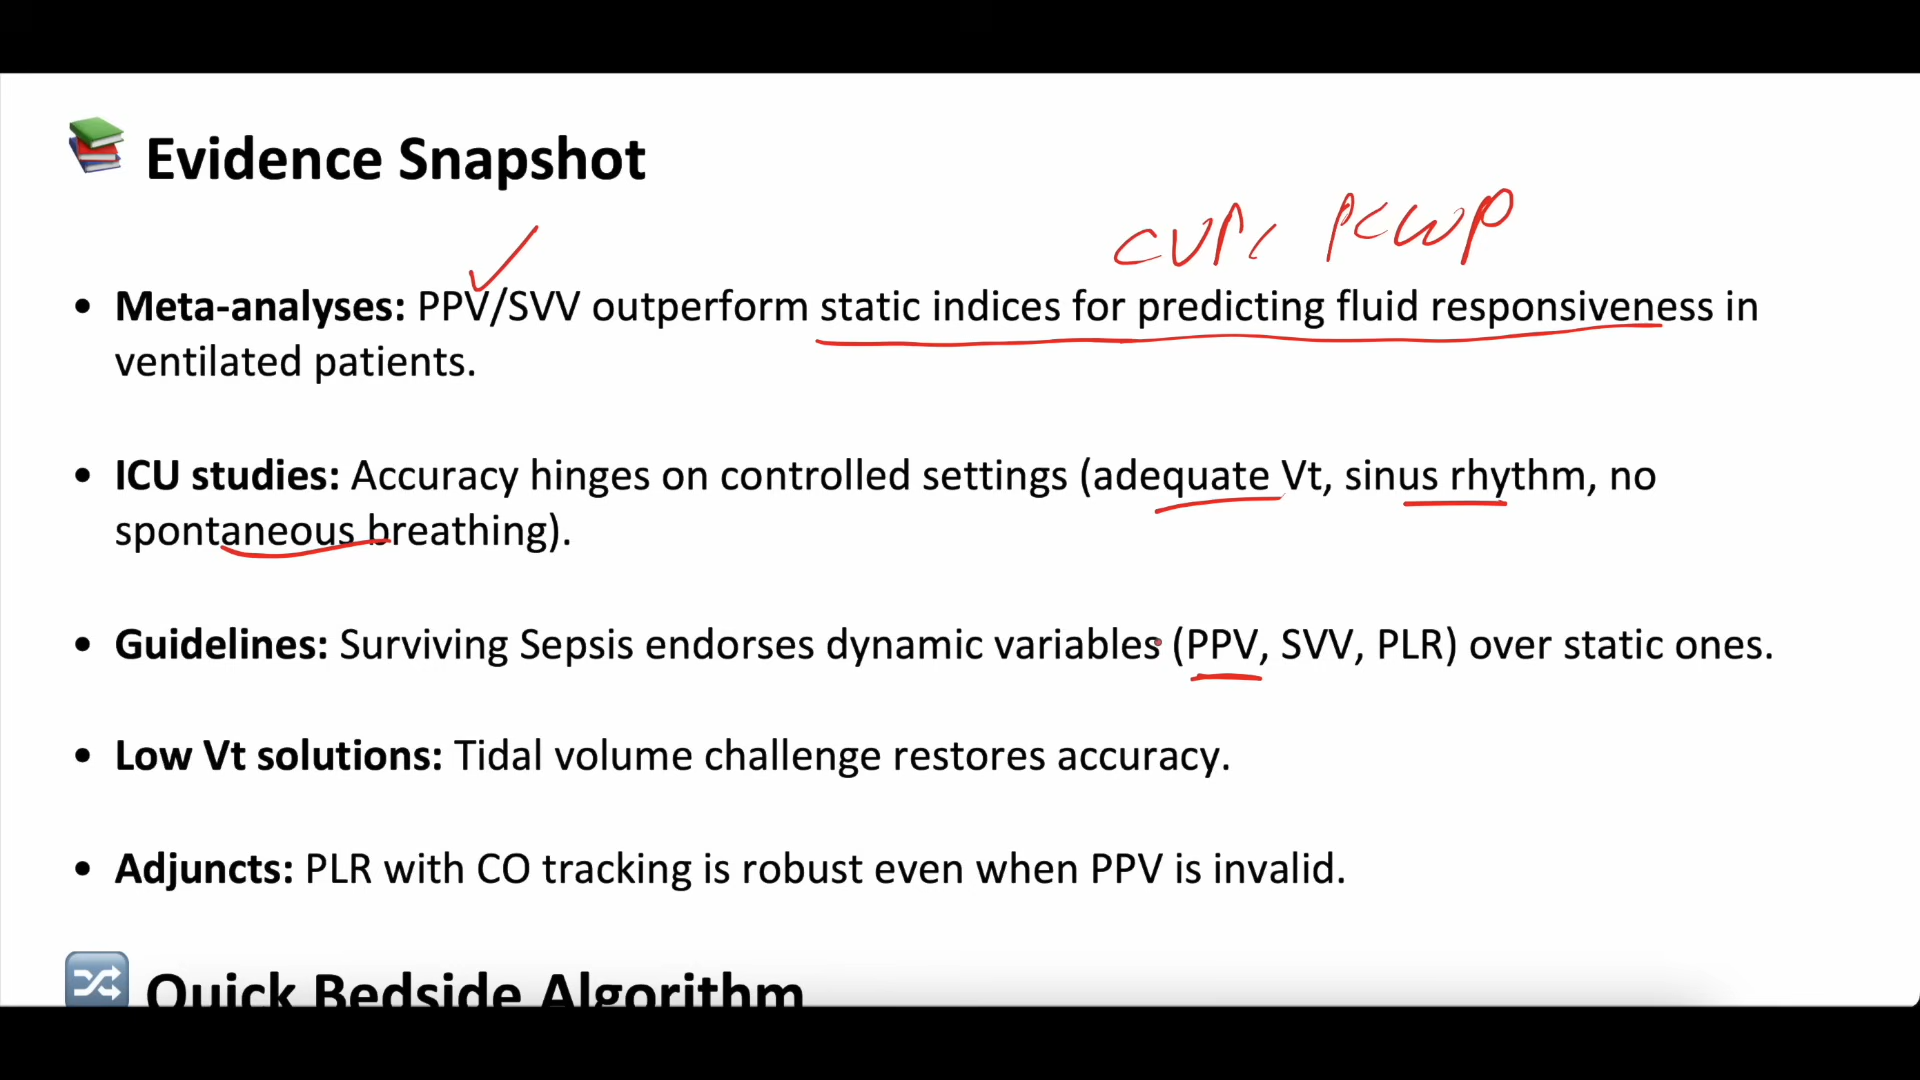 Evidence Snapshot
CVP, PCWP
• Meta-analyses: PPV/SVV outperform static indices for predicting fluid responsiveness in
ventilated patients.
• ICU studies: Accuracy hinges on controlled settings (adequate Vt, sinus rhythm, no
spontaneous breathing).
• Guidelines: Surviving Sepsis endorses dynamic variables (PPV, SVV, PLR) over static ones.
• Low Vt solutions: Tidal volume challenge restores accuracy.
• Adjuncts: PLR with CO tracking is robust even when PPV is invalid.
Quick Bedside Algorithm